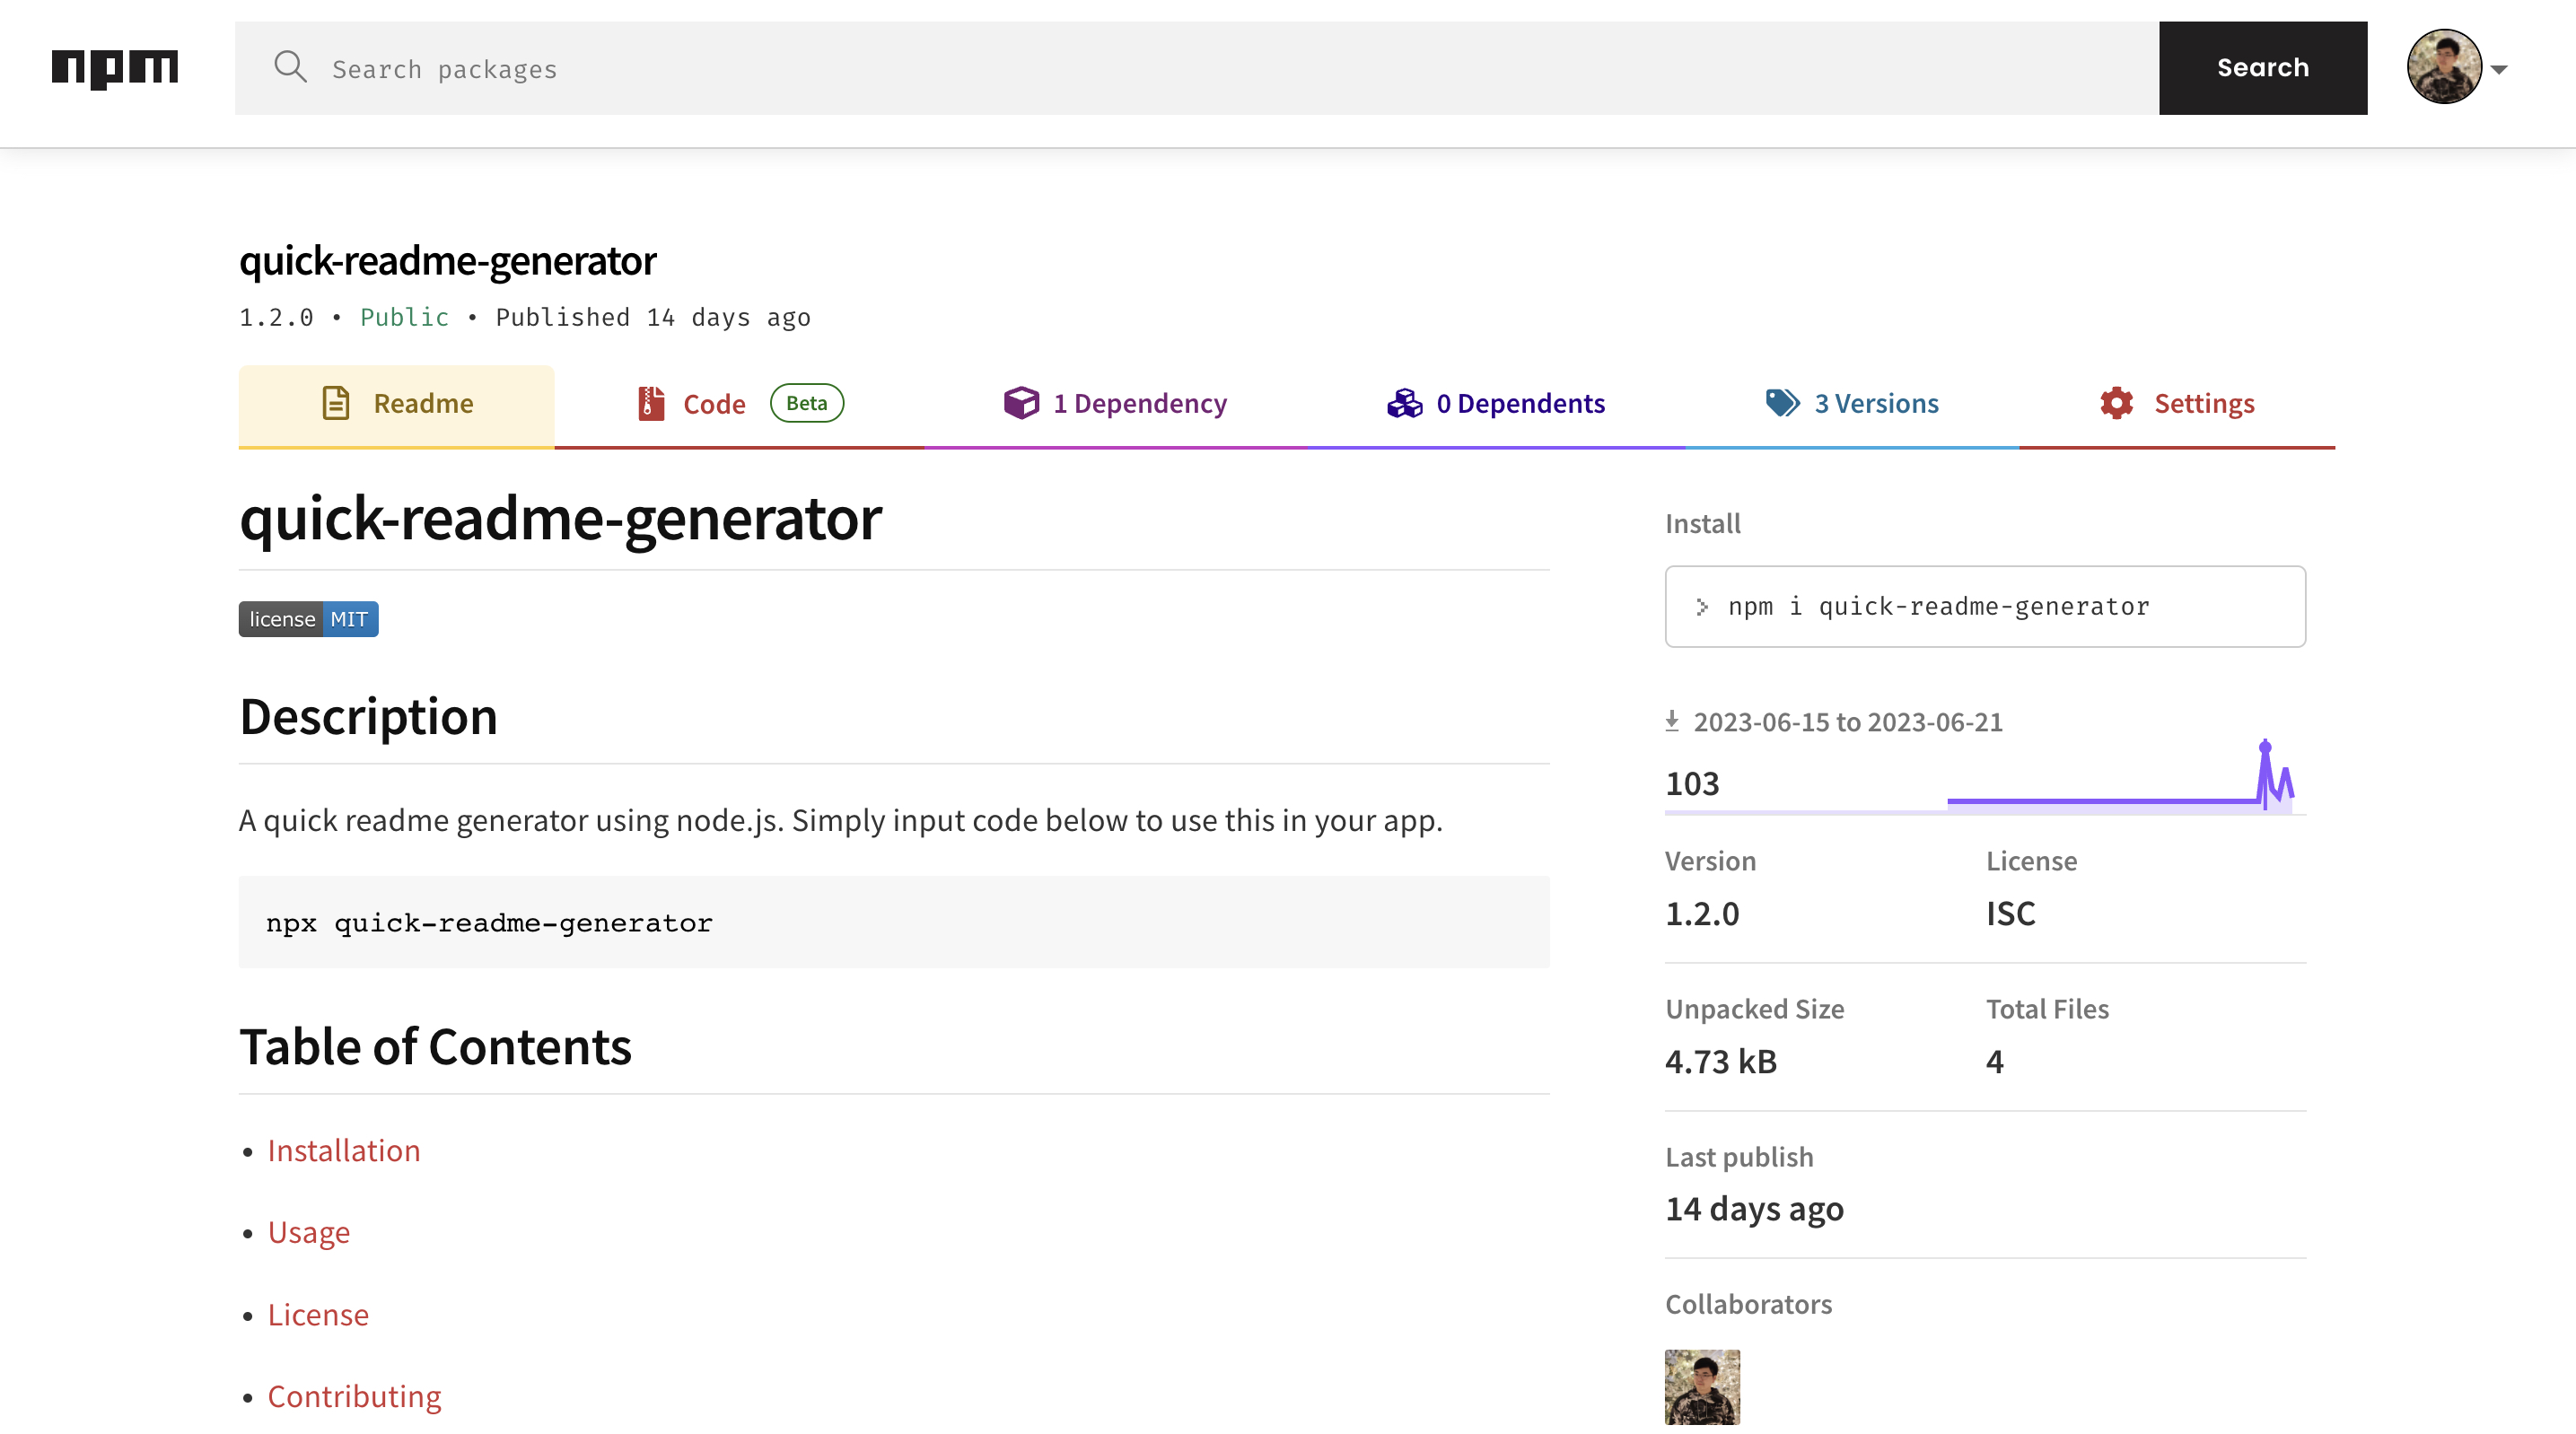 npm
Search packages
Search
quick-readme-generator
1.2.0 • Public • Published 14 days ago
Readme
Code Beta
1 Dependency
0 Dependents
3 Versions
Settings
quick-readme-generator
license MIT
Description
A quick readme generator using node.js. Simply input code below to use this in your app.
npx quick-readme-generator
Table of Contents
• Installation
• Usage
• License
• Contributing
Install
> npm i quick-readme-generator
2023-06-15 to 2023-06-21
103
Version License
1.2.0 ISC
Unpacked Size Total Files
4.73 kB 4
Last publish
14 days ago
Collaborators